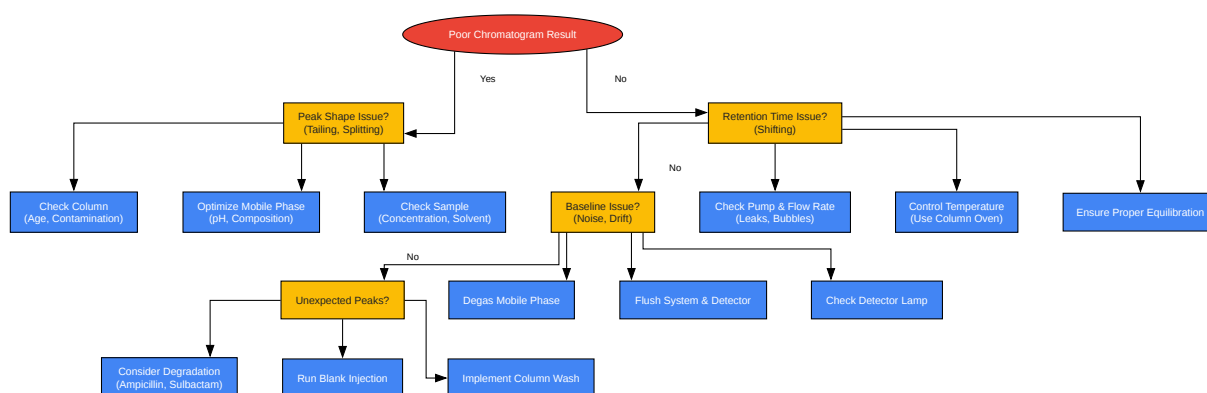 Poor Chromatogram Result
Yes
No
Peak Shape Issue?
(Tailing, Splitting)
Retention Time Issue?
(Shifting)
No
Check Column
(Age, Contamination)
Optimize Mobile Phase
(pH, Composition)
Check Sample
(Concentration, Solvent)
Baseline Issue?
(Noise, Drift)
Check Pump & Flow Rate
(Leaks, Bubbles)
Control Temperature
(Use Column Oven)
Ensure Proper Equilibration
No
Unexpected Peaks?
Degas Mobile Phase
Flush System & Detector
Check Detector Lamp
Consider Degradation
(Ampicillin, Sulbactam)
Run Blank Injection
Implement Column Wash